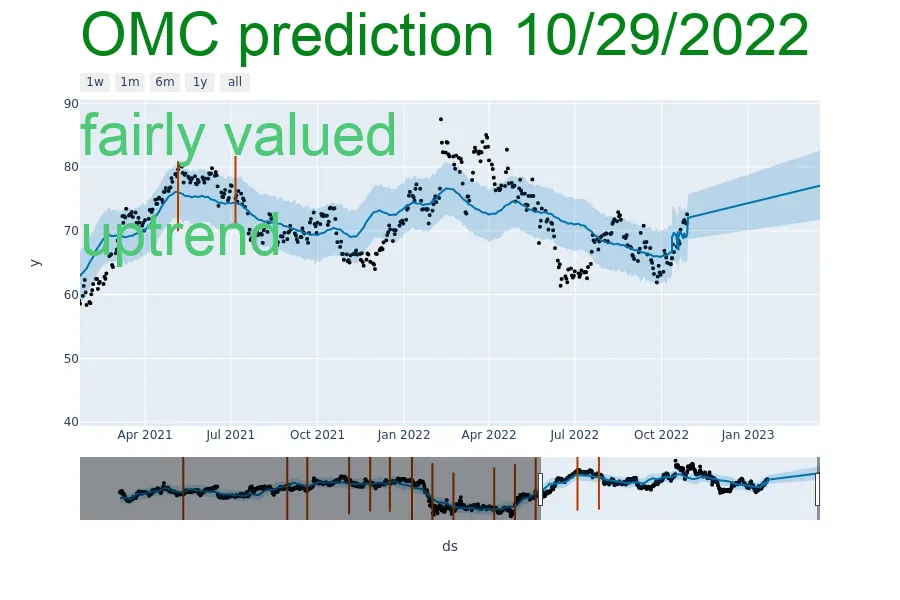 OMC prediction 10/29/2022
1w 1m 6m 1y all
90
fairly valued
80
70
uptrend
y
60
50
40
Apr 2021 Jul 2021 Oct 2021 Jan 2022 Apr 2022 Jul 2022 Oct 2022 Jan 2023
ds